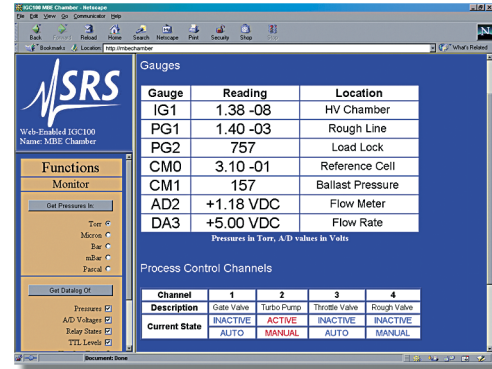 IGC100 MBE Chamber - Netscape
File Edit View Go Communicator Help
Back Forward Reload Home Search Netscape Print Security Shop Stop
Bookmarks Location: http://mbechamber What's Related
SRS
Web-Enabled IGC100
Name: MBE Chamber
Functions
Monitor
Get Pressures In:
Torr
Micron
Bar
mBar
Pascal
Get Datalog Of:
Pressures
A/D Voltages
Relay States
TTL Levels
Gauges
Gauge Reading Location
IG1 1.38 -08 HV Chamber
PG1 1.40 -03 Rough Line
PG2 757 Load Lock
CM0 3.10 -01 Reference Cell
CM1 157 Ballast Pressure
AD2 +1.18 VDC Flow Meter
DA3 +5.00 VDC Flow Rate
Pressures in Torr, A/D values in Volts
Process Control Channels
Channel 1 2 3 4
Description Gate Valve Turbo Pump Throttle Valve Rough Valve
Current State INACTIVE ACTIVE INACTIVE INACTIVE
AUTO MANUAL AUTO MANUAL
Document: Done